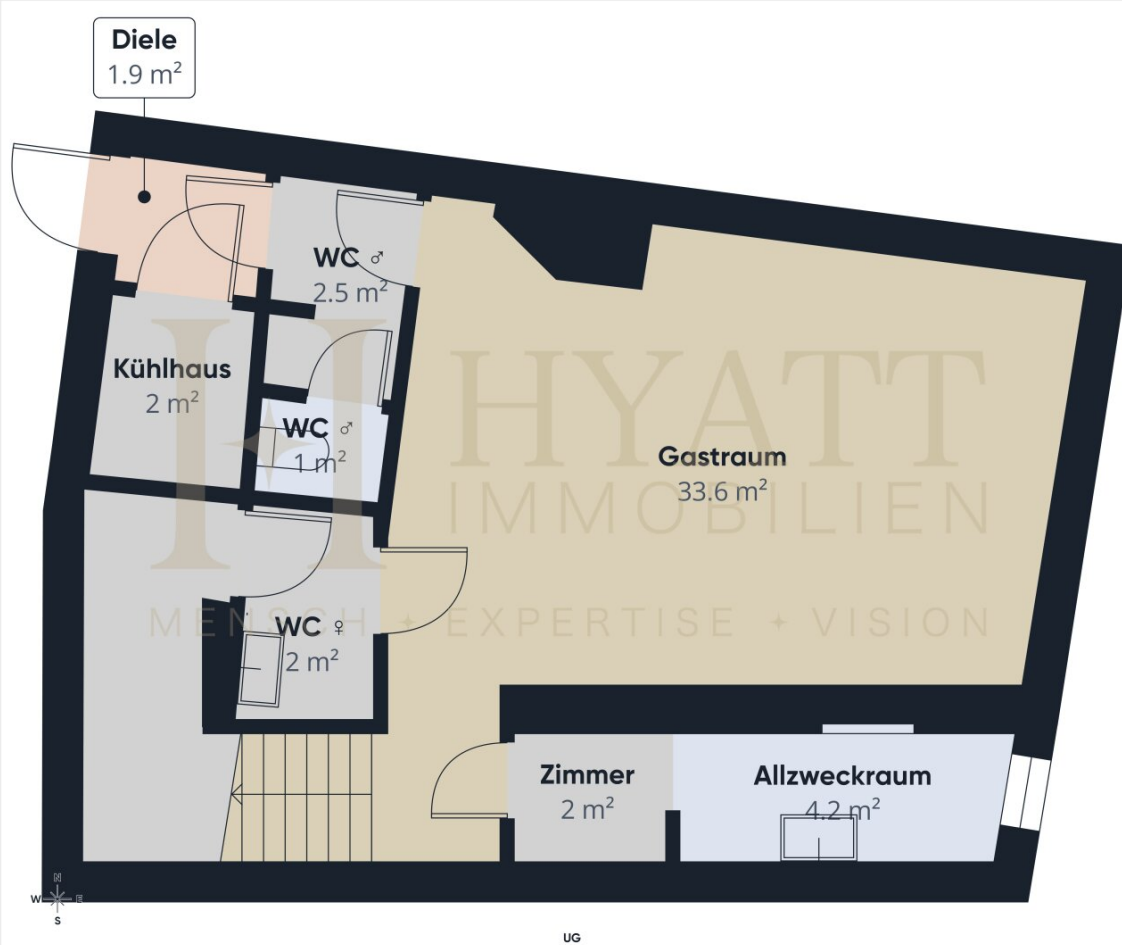 Diele
1.9 m²
WC ♂
2.5 m²
Kühlhaus
2 m²
WC ♂
1 m²
HYATT
IMMOBILIEN
MENSCH + EXPERTISE + VISION
Gastraum
33.6 m²
WC ♀
2 m²
Zimmer
2 m²
Allzweckraum
4.2 m²
N
W E
S
UG